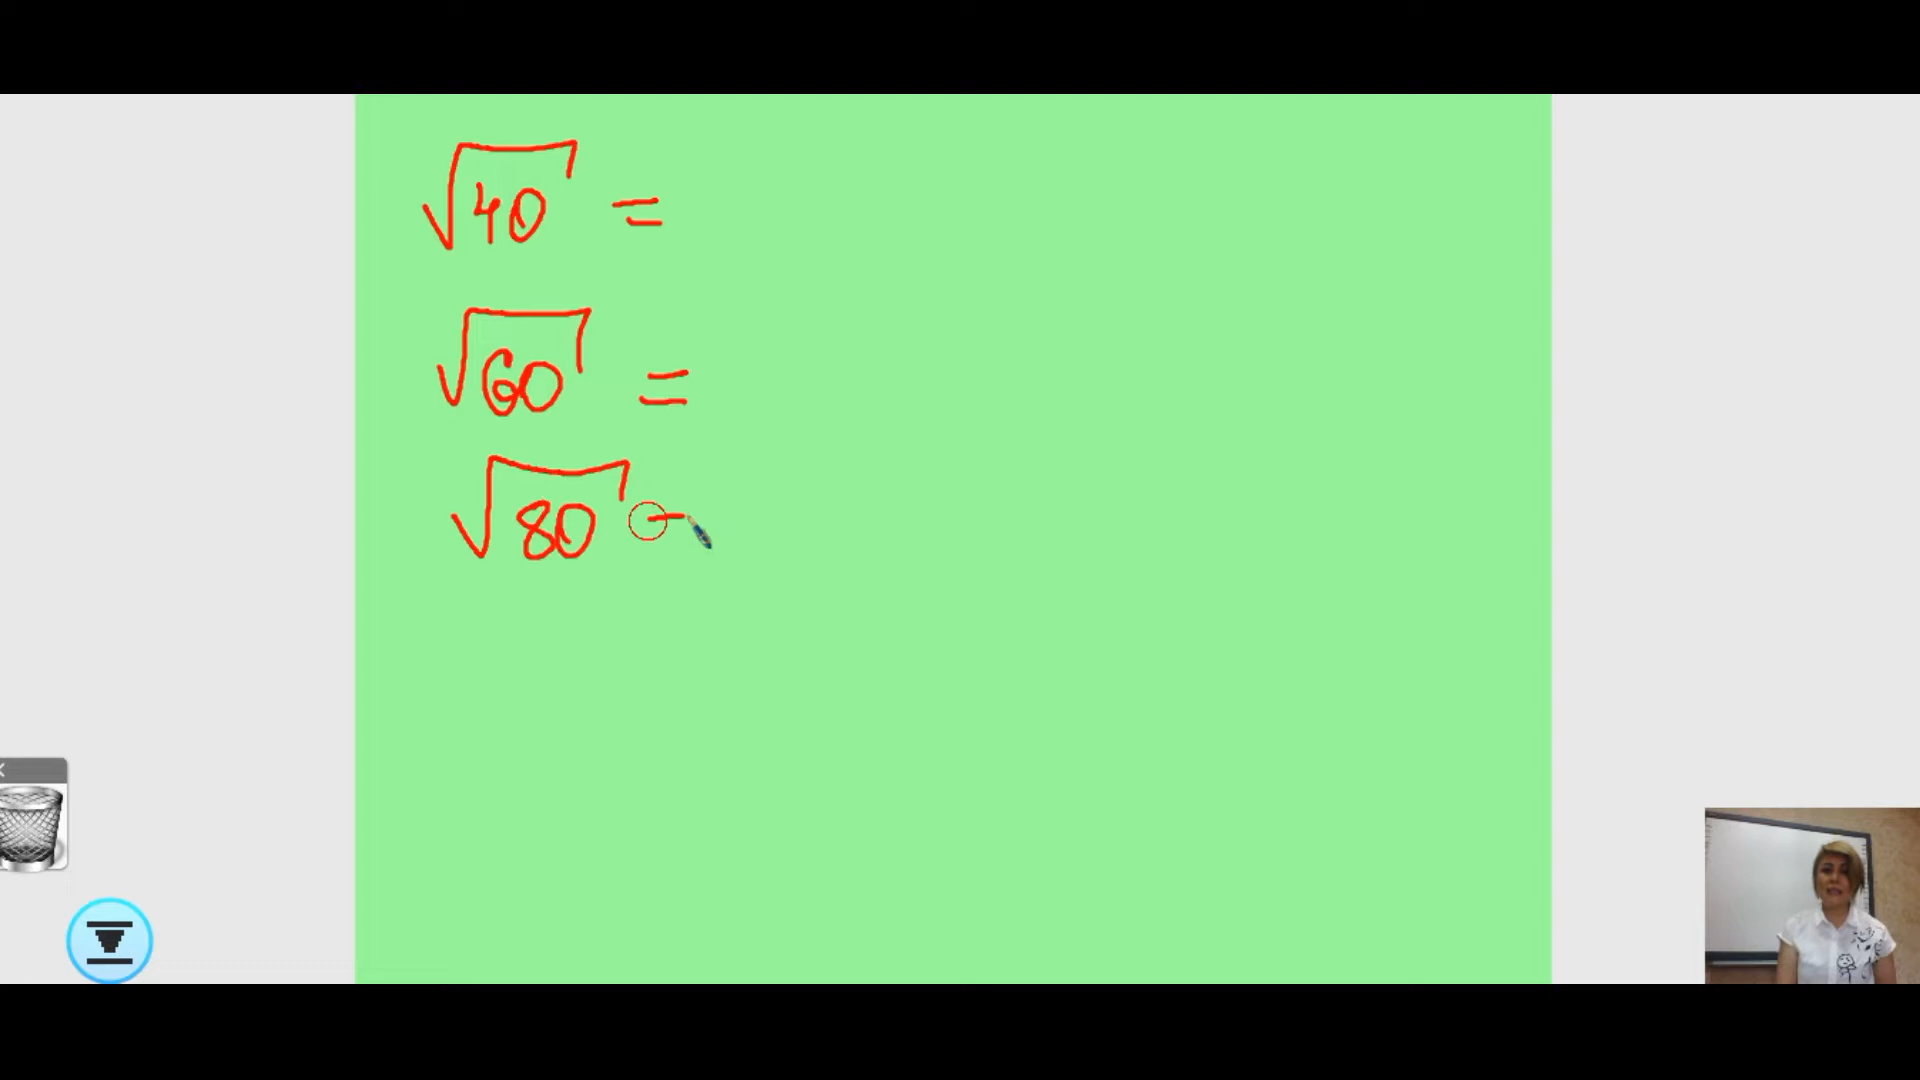 √40 =
√60 =
√80 -